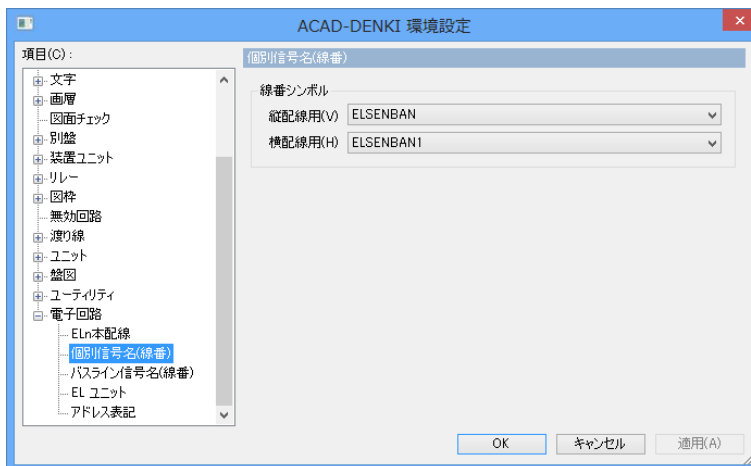 ACAD-DENKI 環境設定
項目(C) :
文字
画層
図面チェック
別盤
装置ユニット
リレー
図枠
無効回路
渡り線
ユニット
盤図
ユーティリティ
電子回路
ELn本配線
個別信号名(線番)
バスライン信号名(線番)
EL ユニット
アドレス表記
個別信号名(線番)
線番シンボル
縦配線用(V) ELSENBAN
横配線用(H) ELSENBAN1
OK キャンセル 適用(A)